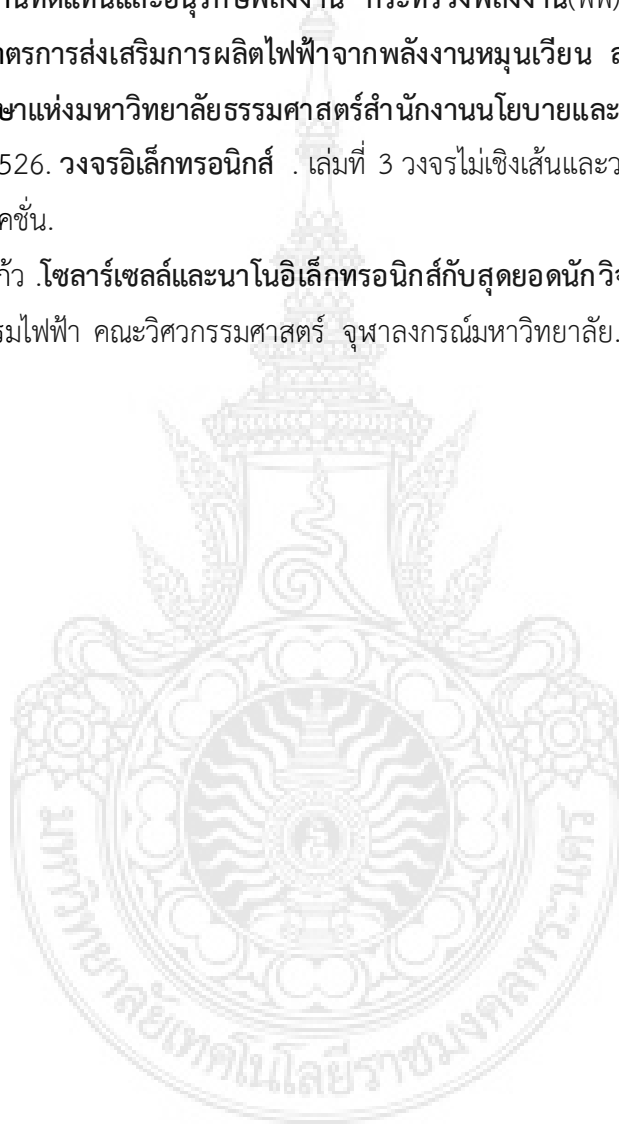 านทดแทนและอนุรักษ์พลังงาน กระทรวงพลังงาน(พพ)
าตรการส่งเสริมการผลิตไฟฟ้าจากพลังงานหมุนเวียน ส
ษาแห่งมหาวิทยาลัยธรรมศาสตร์สำนักงานนโยบายและ
526. วงจรอิเล็กทรอนิกส์ . เล่มที่ 3 วงจรไม่เชิงเส้นและว
คชั่น.
ก้ว .โซลาร์เซลล์และนาโนอิเล็กทรอนิกส์กับสุดยอดนักวิจ
รมไฟฟ้า คณะวิศวกรรมศาสตร์ จุฬาลงกรณ์มหาวิทยาลัย.
มหาวิทยาลัยเทคโนโลยีราชมงคลพระนคร